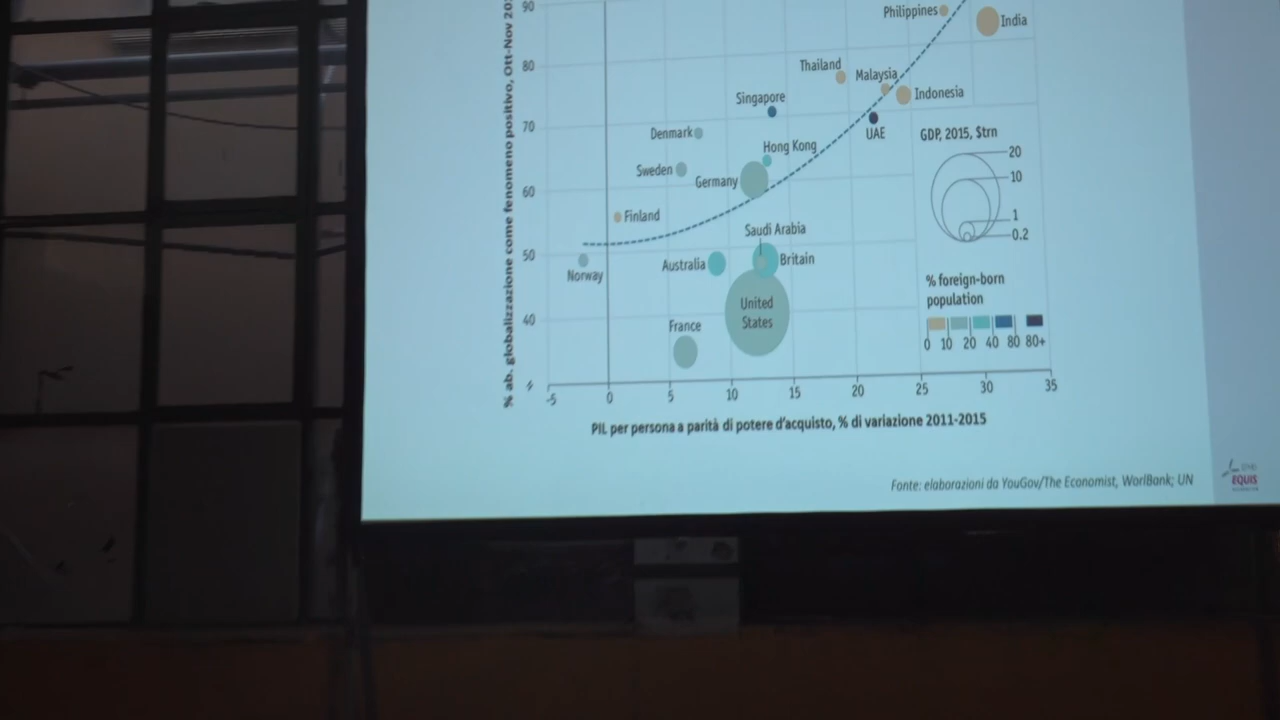 % ab. globalizzazione come fenomeno positivo, Ott-Nov
90
80
70
60
50
40
Philippines
India
Thailand
Malaysia
Indonesia
Singapore
UAE
Denmark
Hong Kong
Sweden
Germany
Finland
Saudi Arabia
Norway
Australia
Britain
United
States
France
GDP, 2015, $trn
20
10
1
0.2
% foreign-born
population
0 10 20 40 80 80+
-5 0 5 10 15 20 25 30 35
PIL per persona a parità di potere d'acquisto, % di variazione 2011-2015
Fonte: elaborazioni da YouGov/The Economist, WorlBank; UN
EQUIS